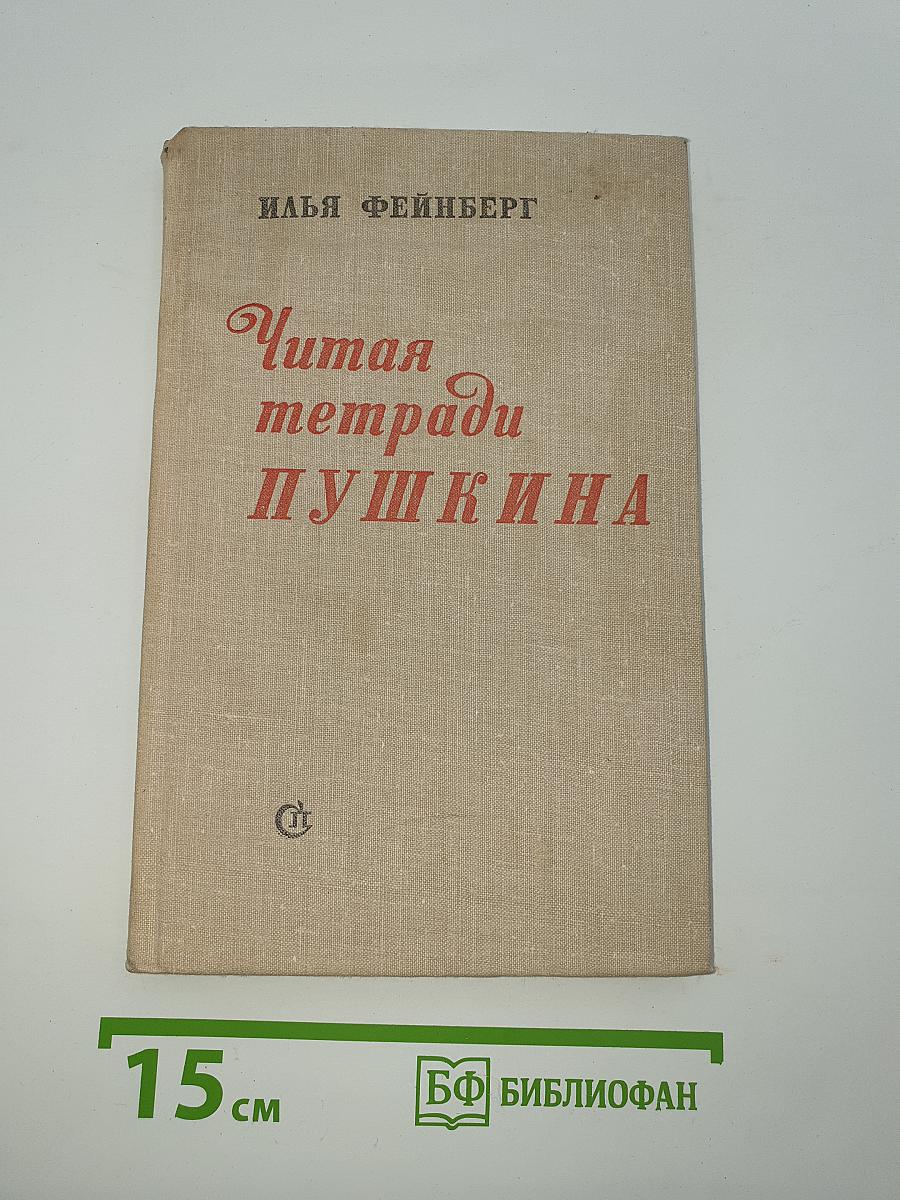 ИЛЬЯ ФЕЙНБЕРГ
Читая
тетради
ПУШКИНА
СП
15 см
БФ БИБЛИОФАН